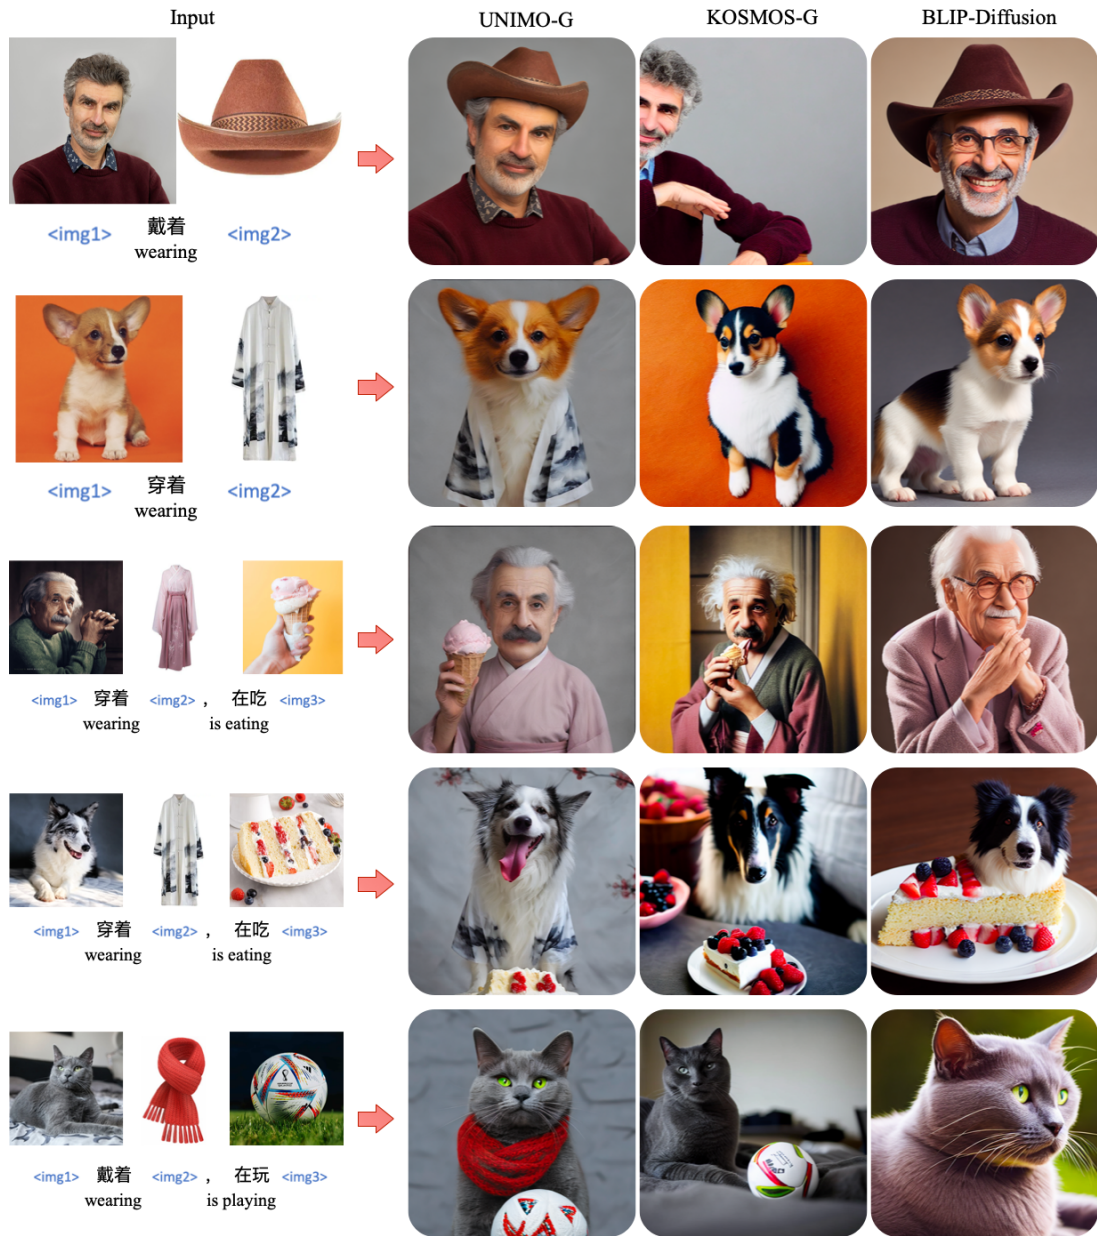 Input UNIMO-G KOSMOS-G BLIP-Diffusion
<img1> 戴着 <img2>
wearing
<img1> 穿着 <img2>
wearing
<img1> 穿着 <img2> , 在吃 <img3>
wearing is eating
<img1> 穿着 <img2> , 在吃 <img3>
wearing is eating
<img1> 戴着 <img2> , 在玩 <img3>
wearing is playing